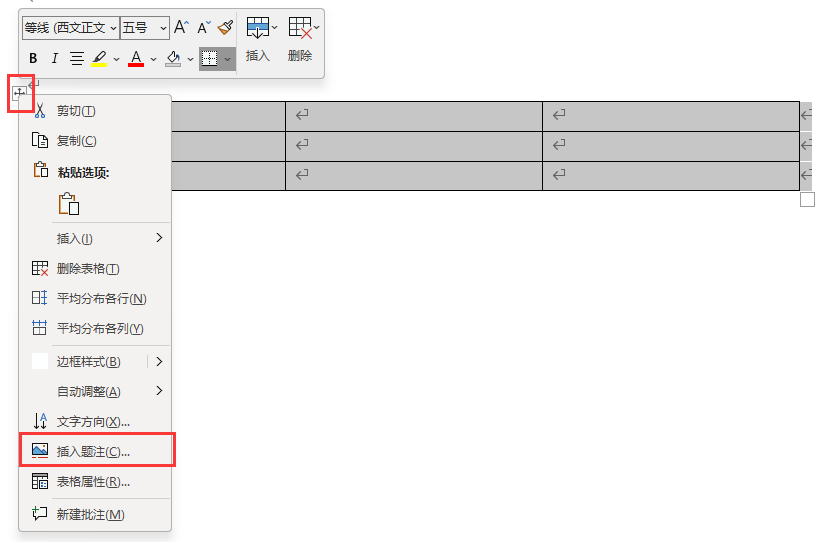 等线 (西文正文 五号 A^ A˅
B I A 插入 删除
剪切(T)
复制(C)
粘贴选项:
插入(I)
删除表格(T)
平均分布各行(N)
平均分布各列(Y)
边框样式(B)
自动调整(A)
文字方向(X)...
插入题注(C)...
表格属性(R)...
新建批注(M)